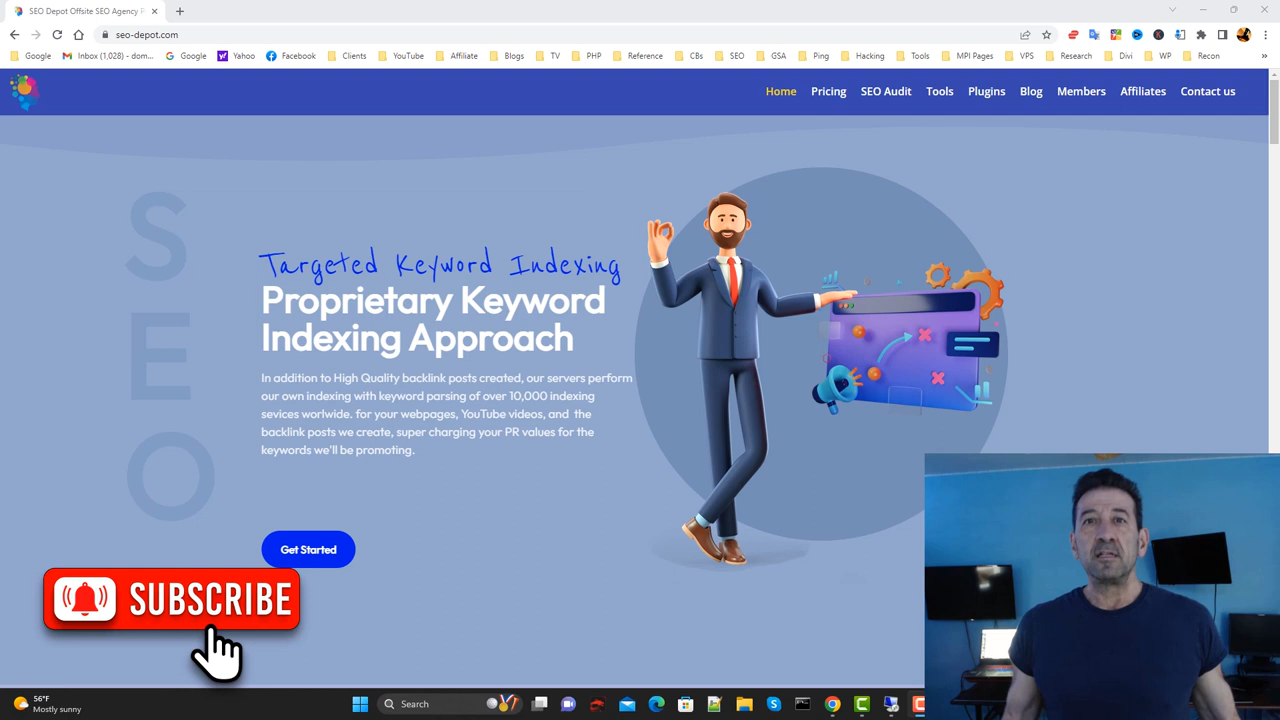 SEO Depot Offsite SEO Agency P
seo-depot.com
Google
Inbox (1,028) - dom...
Google
Yahoo
Facebook
Clients
YouTube
Affiliate
Blogs
TV
PHP
Reference
CBs
SEO
GSA
Ping
Hacking
Tools
MPI Pages
VPS
Research
Divi
WP
Recon
Home
Pricing
SEO Audit
Tools
Plugins
Blog
Members
Affiliates
Contact us
SEO
Targeted Keyword Indexing
Proprietary Keyword
Indexing Approach
In addition to High Quality backlink posts created, our servers perform
our own indexing with keyword parsing of over 10,000 indexing
sevices worlwide. for your webpages, YouTube videos, and the
backlink posts we create, super charging your PR values for the
keywords we'll be promoting.
Get Started
SUBSCRIBE
56°F
Mostly sunny
Search